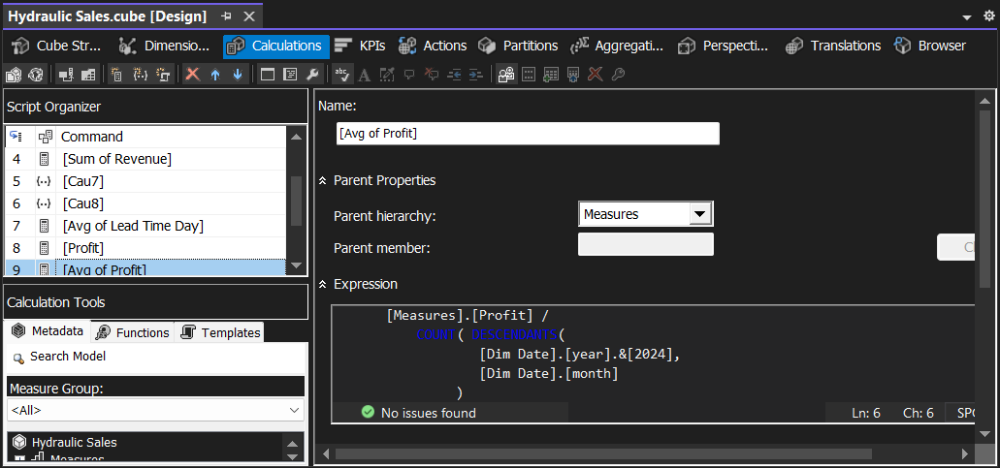 Hydraulic Sales.cube [Design]
Cube Str... Dimensio... Calculations KPIs Actions Partitions Aggregati... Perspecti... Translations Browser
Script Organizer
Command
4 [Sum of Revenue]
5 [Cau7]
6 [Cau8]
7 [Avg of Lead Time Day]
8 [Profit]
9 [Avg of Profit]
Calculation Tools
Metadata Functions Templates
Search Model
Measure Group:
<All>
Hydraulic Sales
Measures
Name:
[Avg of Profit]
Parent Properties
Parent hierarchy: Measures
Parent member:
Expression
[Measures].[Profit] /
COUNT( DESCENDANTS(
[Dim Date].[year].&[2024],
[Dim Date].[month]
)
No issues found Ln: 6 Ch: 6 SPC